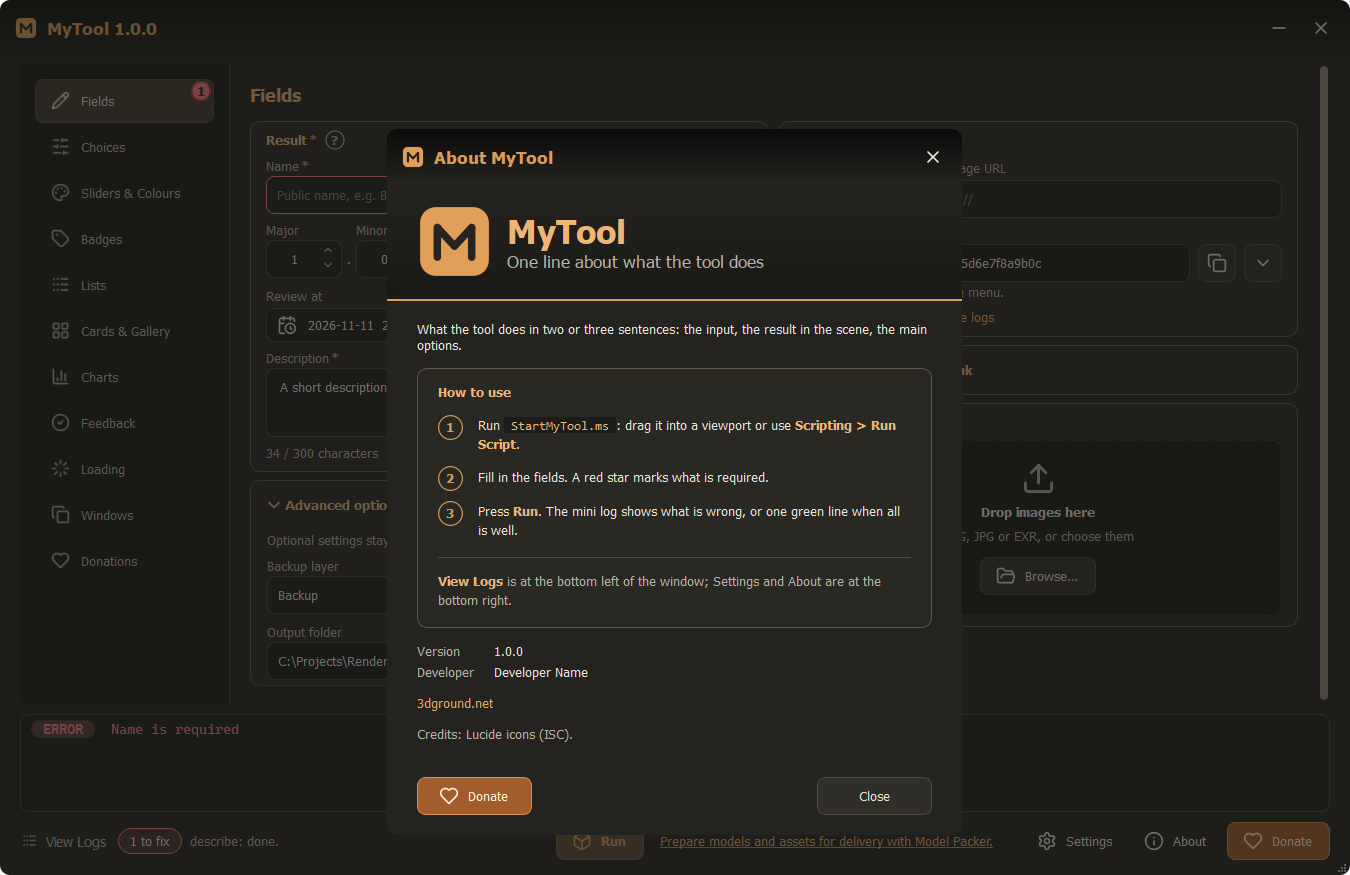 MyTool 1.0.0
Fields
1
Choices
Sliders & Colours
Badges
Lists
Cards & Gallery
Charts
Feedback
Loading
Windows
Donations
Fields
Result * ?
Name *
Public name, e.g. B
Major
Minor
1 . 0
Review at
2026-11-11 2
Description *
A short description
34 / 300 characters
Advanced optio
Optional settings stay
Backup layer
Backup
Output folder
C:\Projects\Render
age URL
//
5d6e7f8a9b0c
e menu.
e logs
nk
Drop images here
G, JPG or EXR, or choose them
Browse...
About MyTool
MyTool
One line about what the tool does
What the tool does in two or three sentences: the input, the result in the scene, the main
options.
How to use
1 Run StartMyTool.ms : drag it into a viewport or use Scripting > Run
Script.
2 Fill in the fields. A red star marks what is required.
3 Press Run. The mini log shows what is wrong, or one green line when all
is well.
View Logs is at the bottom left of the window; Settings and About are at the
bottom right.
Version 1.0.0
Developer Developer Name
3dground.net
Credits: Lucide icons (ISC).
Donate
Close
ERROR Name is required
View Logs
1 to fix
describe: done.
Run
Prepare models and assets for delivery with Model Packer.
Settings
About
Donate